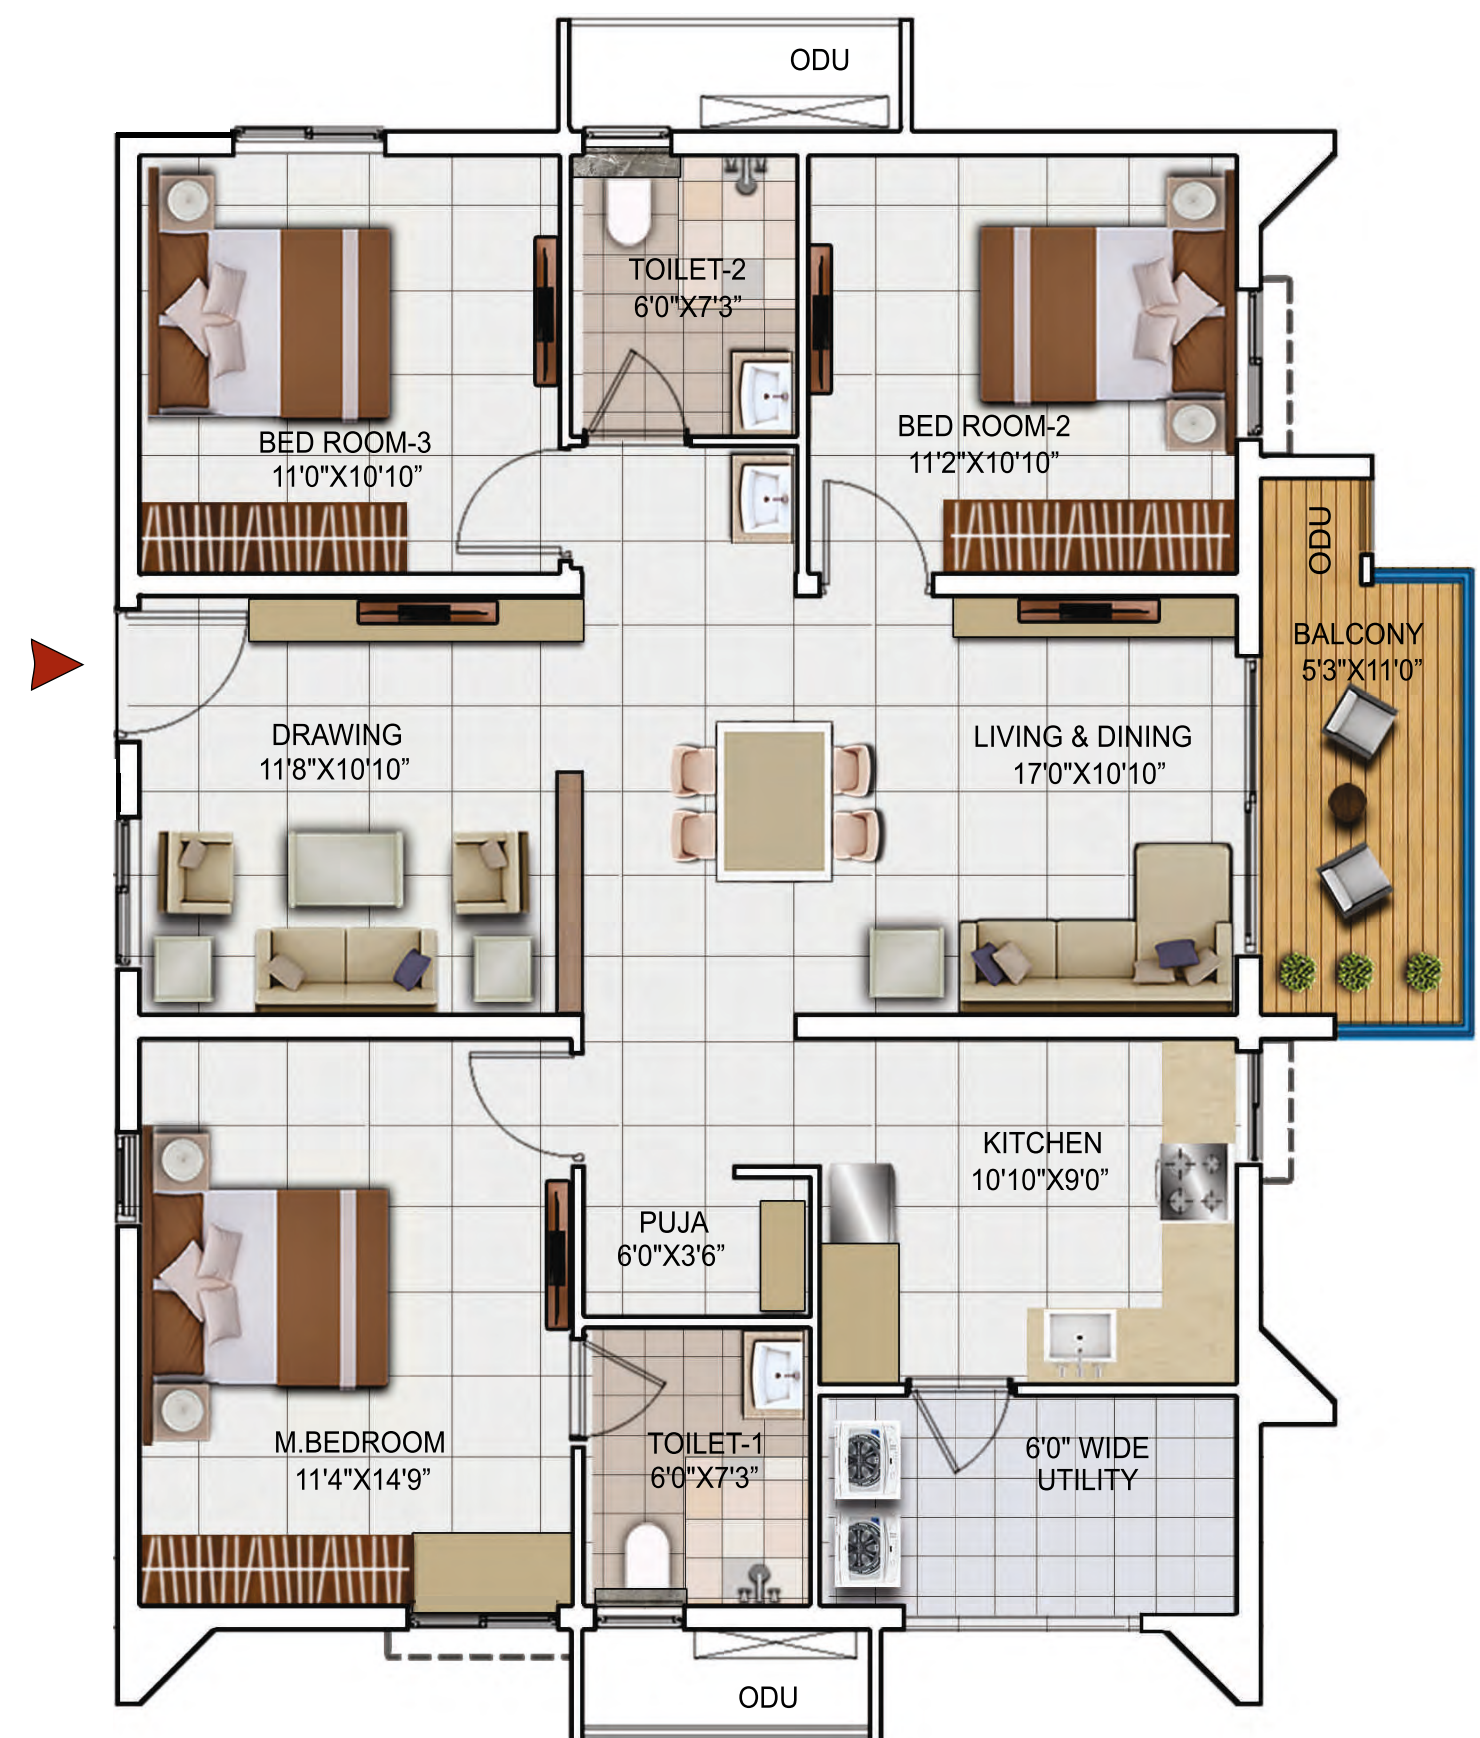 ODU
TOILET-2
6'0"X7'3”
BED ROOM-3
11'0"X10'10”
BED ROOM-2
11'2"X10'10”
ODU
BALCONY
5'3"X11'0”
DRAWING
11'8"X10'10”
LIVING & DINING
17'0"X10'10”
KITCHEN
10'10"X9'0”
PUJA
6'0"X3'6”
M.BEDROOM
11'4"X14'9”
TOILET-1
6'0"X7'3”
6'0" WIDE
UTILITY
ODU